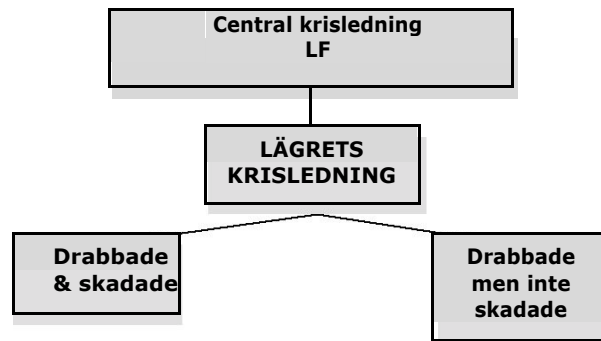 Central krisledning
LF
LÄGRETS
KRISLEDNING
Drabbade
& skadade
Drabbade
men inte
skadade